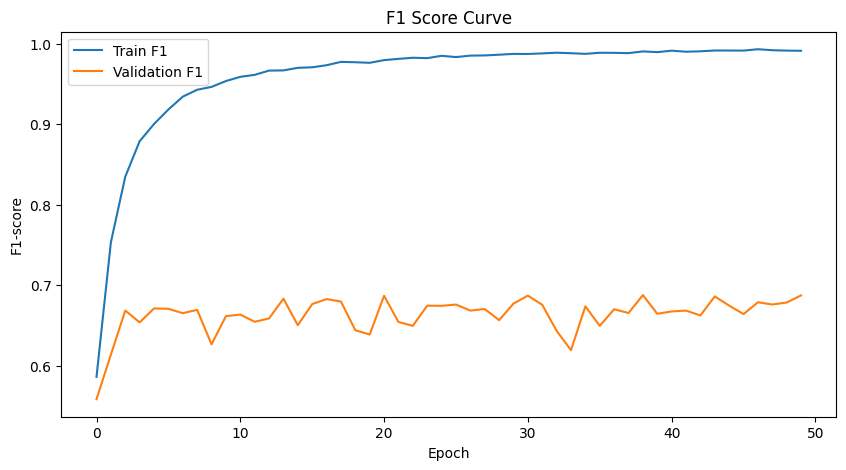 F1 Score Curve
Train F1
Validation F1
F1-score
1.0
0.9
0.8
0.7
0.6
0 10 20 30 40 50
Epoch